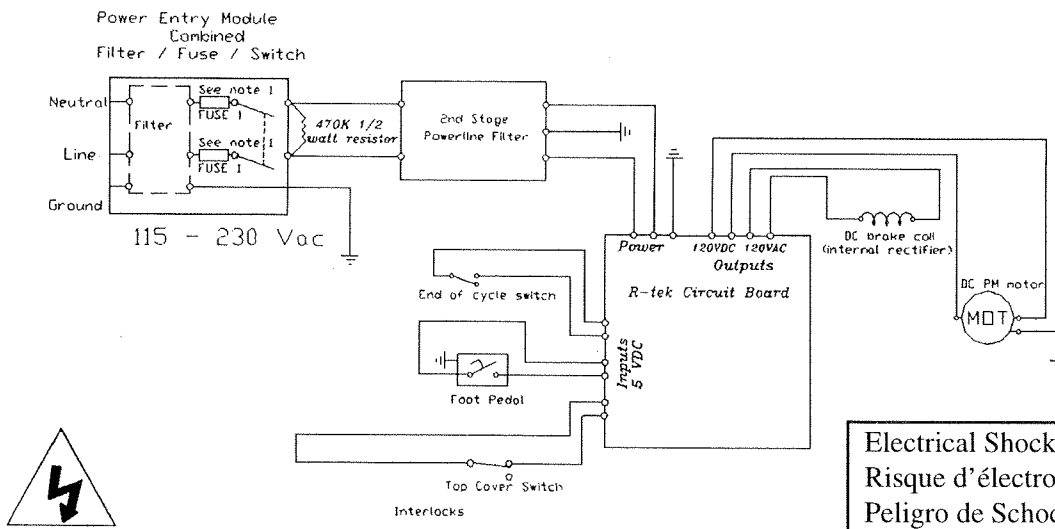 Power Entry Module
Combined
Filter / Fuse / Switch
Neutral
Line
Ground
Filter
See note 1
FUSE 1
See note 1
FUSE 1
470K 1/2
watt resistor
2nd Stage
Powerline Filter
115 - 230 Vac
Power
120VDC 120VAC
Outputs
R-tek Circuit Board
Inputs
5 VDC
DC brake coil
(internal rectifier)
DC PM motor
MOT
End of cycle switch
Foot Pedal
Top Cover Switch
Interlocks
Electrical Shock
Risque d'électro
Peligro de Schoc